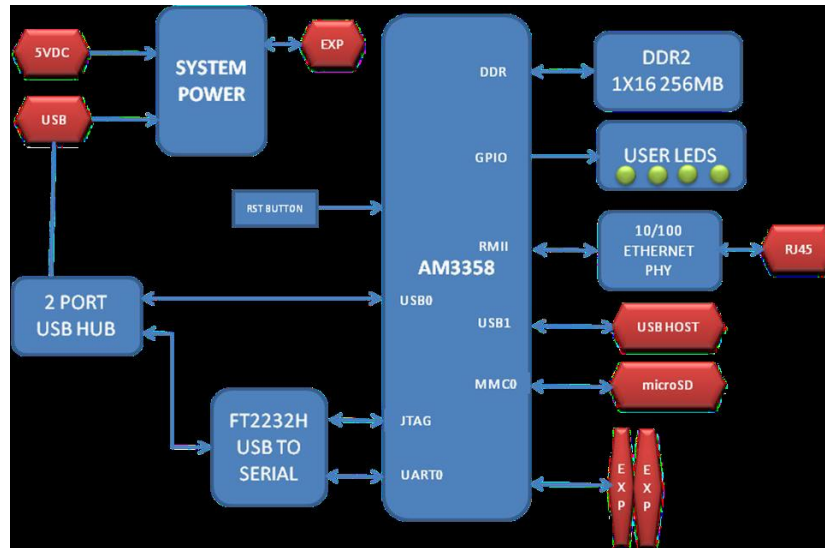 5VDC
USB
SYSTEM
POWER
EXP
DDR
DDR2
1X16 256MB
GPIO
USER LEDS
RST BUTTON
RMII
10/100
ETHERNET
PHY
RJ45
AM3358
2 PORT
USB HUB
USB0
USB1
USB HOST
MMC0
microSD
FT2232H
USB TO
SERIAL
JTAG
UART0
EXP
EXP